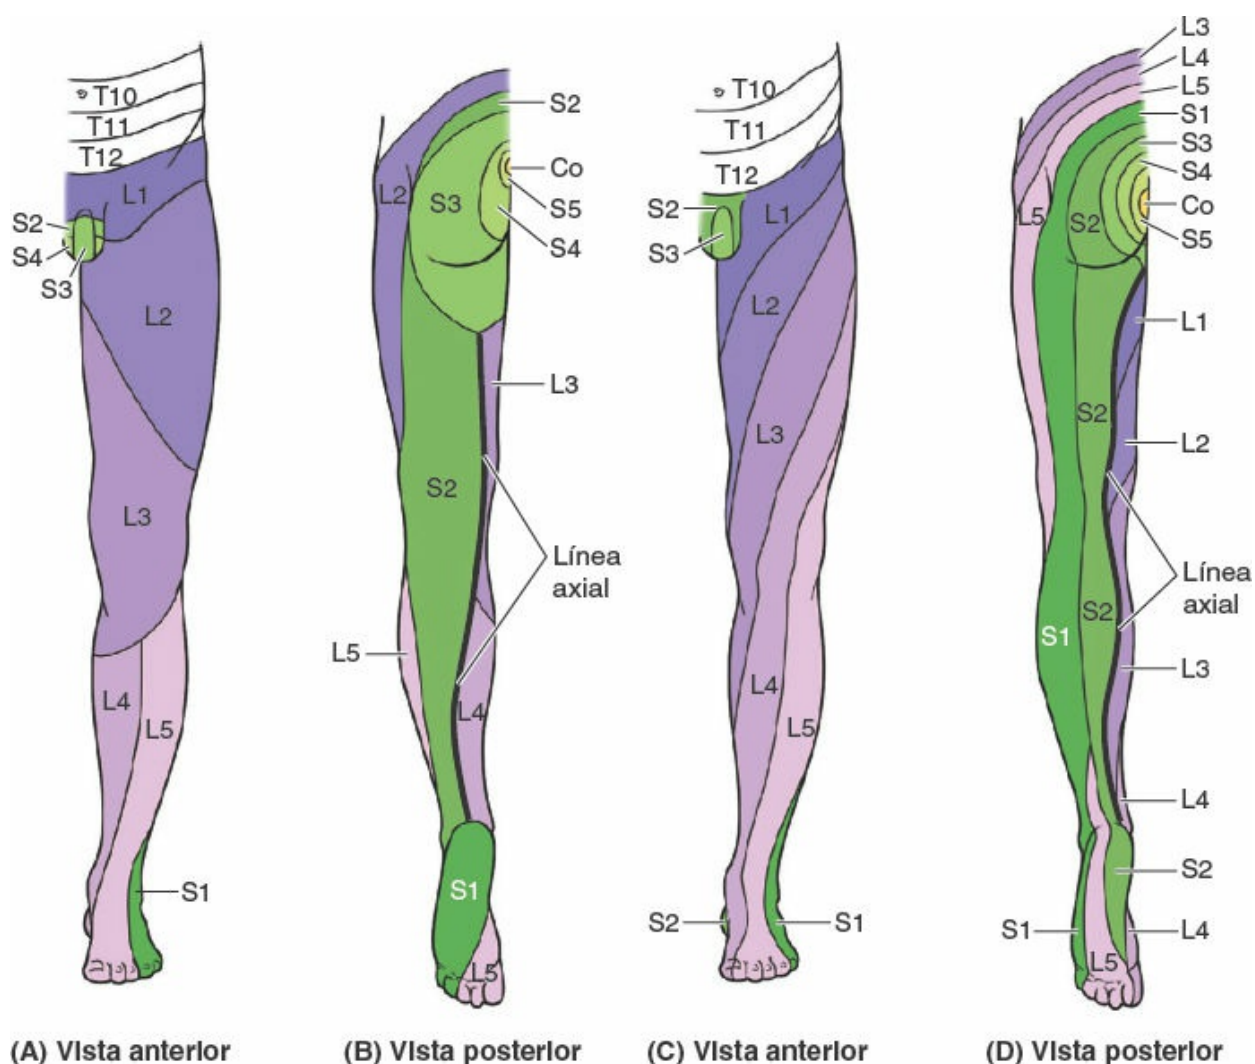 T10
T11
T12
L1
S2
S4
S3
L2
L3
L4
L5
S1
(A) Vista anterior
S2
Co
S5
S4
L2
S3
L3
S2
Línea
axial
L5
L4
S1
L5
(B) Vista posterior
T10
T11
T12
S2
S3
L1
L2
L3
L4
L5
S2
S1
(C) Vista anterior
L3
L4
L5
S1
S3
S4
Co
S5
L5
S2
L1
S2
L2
Línea
axial
S2
S1
L3
L4
S2
S1
L4
L5
(D) Vista posterior